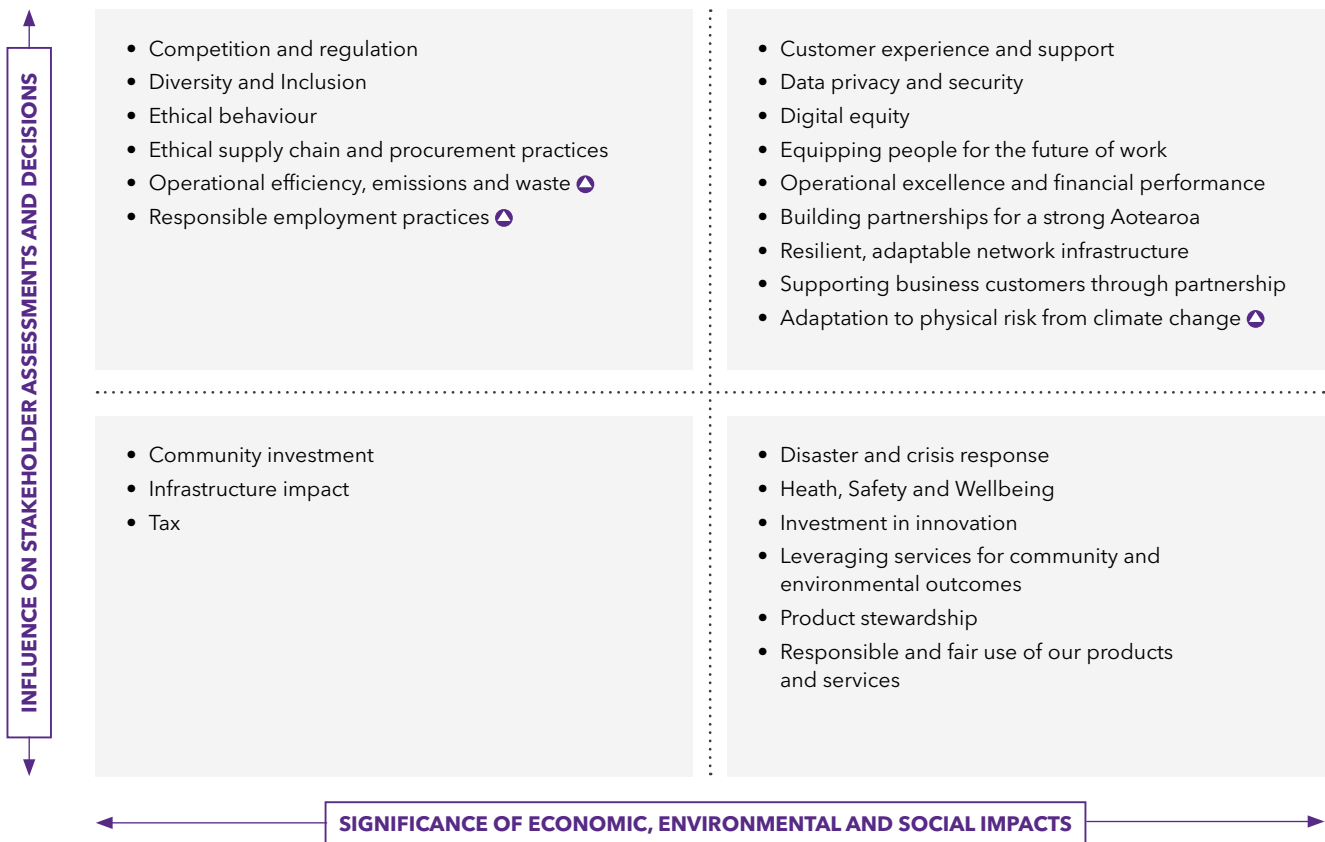 INFLUENCE ON STAKEHOLDER ASSESSMENTS AND DECISIONS
• Competition and regulation
• Diversity and Inclusion
• Ethical behaviour
• Ethical supply chain and procurement practices
• Operational efficiency, emissions and waste
• Responsible employment practices
• Customer experience and support
• Data privacy and security
• Digital equity
• Equipping people for the future of work
• Operational excellence and financial performance
• Building partnerships for a strong Aotearoa
• Resilient, adaptable network infrastructure
• Supporting business customers through partnership
• Adaptation to physical risk from climate change
• Community investment
• Infrastructure impact
• Tax
• Disaster and crisis response
• Heath, Safety and Wellbeing
• Investment in innovation
• Leveraging services for community and
environmental outcomes
• Product stewardship
• Responsible and fair use of our products
and services
SIGNIFICANCE OF ECONOMIC, ENVIRONMENTAL AND SOCIAL IMPACTS